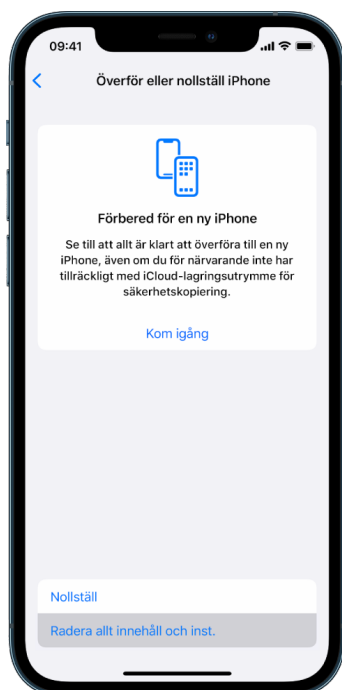 09:41
Överför eller nollställ iPhone
Förbered för en ny iPhone
Se till att allt är klart att överföra till en ny
iPhone, även om du för närvarande inte har
tillräckligt med iCloud-lagringsutrymme för
säkerhetskopiering.
Kom igång
Nollställ
Radera allt innehåll och inst.